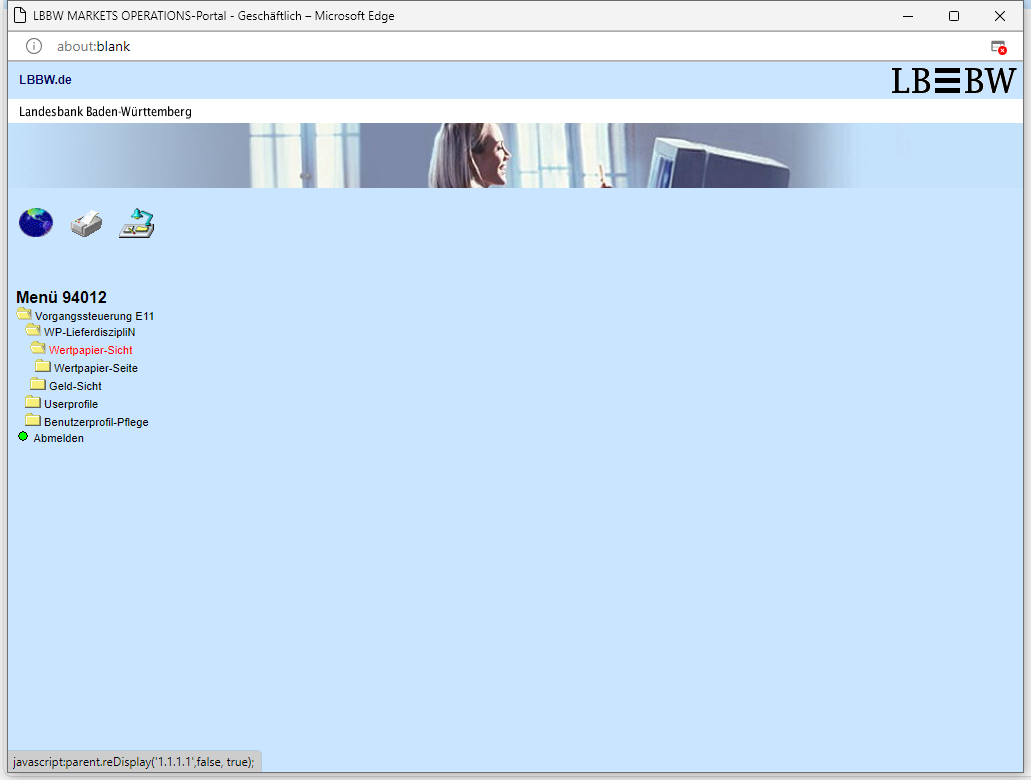 LBBW MARKETS OPERATIONS-Portal - Geschäftlich – Microsoft Edge
about:blank
LBBW.de
LB≡BW
Landesbank Baden-Württemberg
Menü 94012
Vorgangssteuerung E11
WP-LieferdiszipliN
Wertpapier-Sicht
Wertpapier-Seite
Geld-Sicht
Userprofile
Benutzerprofil-Pflege
Abmelden
javascript:parent.reDisplay('1.1.1.1',false, true);